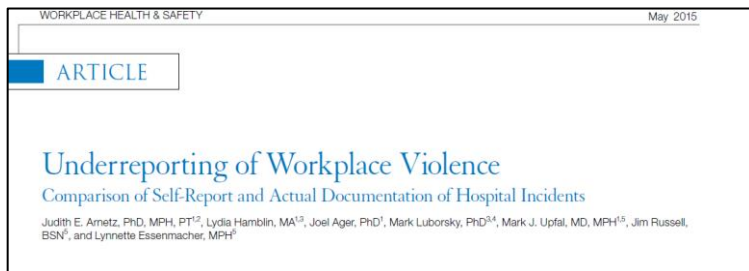 WORKPLACE HEALTH & SAFETY May 2015
ARTICLE
Underreporting of Workplace Violence
Comparison of Self-Report and Actual Documentation of Hospital Incidents
Judith E. Arnetz, PhD, MPH, PT¹,², Lydia Hamblin, MA¹,³, Joel Ager, PhD¹, Mark Luborsky, PhD³,⁴, Mark J. Upfal, MD, MPH¹,⁵, Jim Russell,
BSN⁵, and Lynnette Essenmacher, MPH⁵